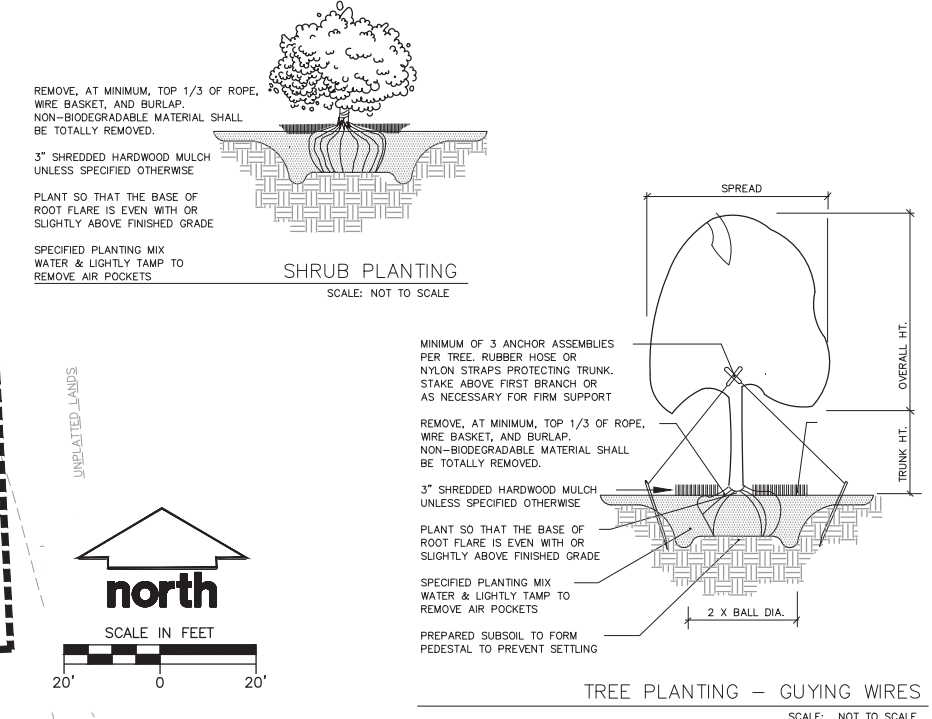 REMOVE, AT MINIMUM, TOP 1/3 OF ROPE,
WIRE BASKET, AND BURLAP.
NON-BIODEGRADABLE MATERIAL SHALL
BE TOTALLY REMOVED.
3" SHREDDED HARDWOOD MULCH
UNLESS SPECIFIED OTHERWISE
PLANT SO THAT THE BASE OF
ROOT FLARE IS EVEN WITH OR
SLIGHTLY ABOVE FINISHED GRADE
SPECIFIED PLANTING MIX
WATER & LIGHTLY TAMP TO
REMOVE AIR POCKETS
SHRUB PLANTING
SCALE: NOT TO SCALE
SPREAD
OVERALL HT.
TRUNK HT.
MINIMUM OF 3 ANCHOR ASSEMBLIES
PER TREE. RUBBER HOSE OR
NYLON STRAPS PROTECTING TRUNK.
STAKE ABOVE FIRST BRANCH OR
AS NECESSARY FOR FIRM SUPPORT
REMOVE, AT MINIMUM, TOP 1/3 OF ROPE,
WIRE BASKET, AND BURLAP.
NON-BIODEGRADABLE MATERIAL SHALL
BE TOTALLY REMOVED.
3" SHREDDED HARDWOOD MULCH
UNLESS SPECIFIED OTHERWISE
PLANT SO THAT THE BASE OF
ROOT FLARE IS EVEN WITH OR
SLIGHTLY ABOVE FINISHED GRADE
SPECIFIED PLANTING MIX
WATER & LIGHTLY TAMP TO
REMOVE AIR POCKETS
PREPARED SUBSOIL TO FORM
PEDESTAL TO PREVENT SETTLING
2 X BALL DIA.
TREE PLANTING - GUYING WIRES
SCALE: NOT TO SCALE
UNPLATTED LANDS
north
SCALE IN FEET
20' 0 20'